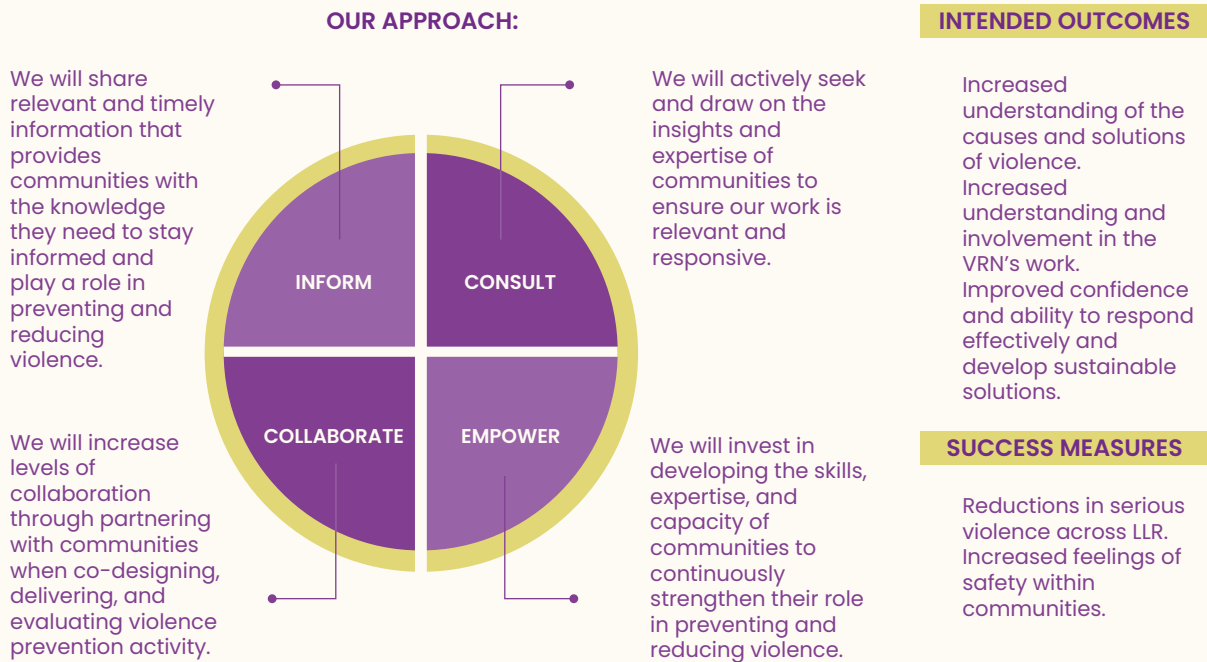 OUR APPROACH:
We will share
relevant and timely
information that
provides
communities with
the knowledge
they need to stay
informed and
play a role in
preventing and
reducing
violence.
INFORM
CONSULT
We will actively seek
and draw on the
insights and
expertise of
communities to
ensure our work is
relevant and
responsive.
We will increase
levels of
collaboration
through partnering
with communities
when co-designing,
delivering, and
evaluating violence
prevention activity.
COLLABORATE
EMPOWER
We will invest in
developing the skills,
expertise, and
capacity of
communities to
continuously
strengthen their role
in preventing and
reducing violence.
INTENDED OUTCOMES
Increased
understanding of the
causes and solutions
of violence.
Increased
understanding and
involvement in the
VRN’s work.
Improved confidence
and ability to respond
effectively and
develop sustainable
solutions.
SUCCESS MEASURES
Reductions in serious
violence across LLR.
Increased feelings of
safety within
communities.